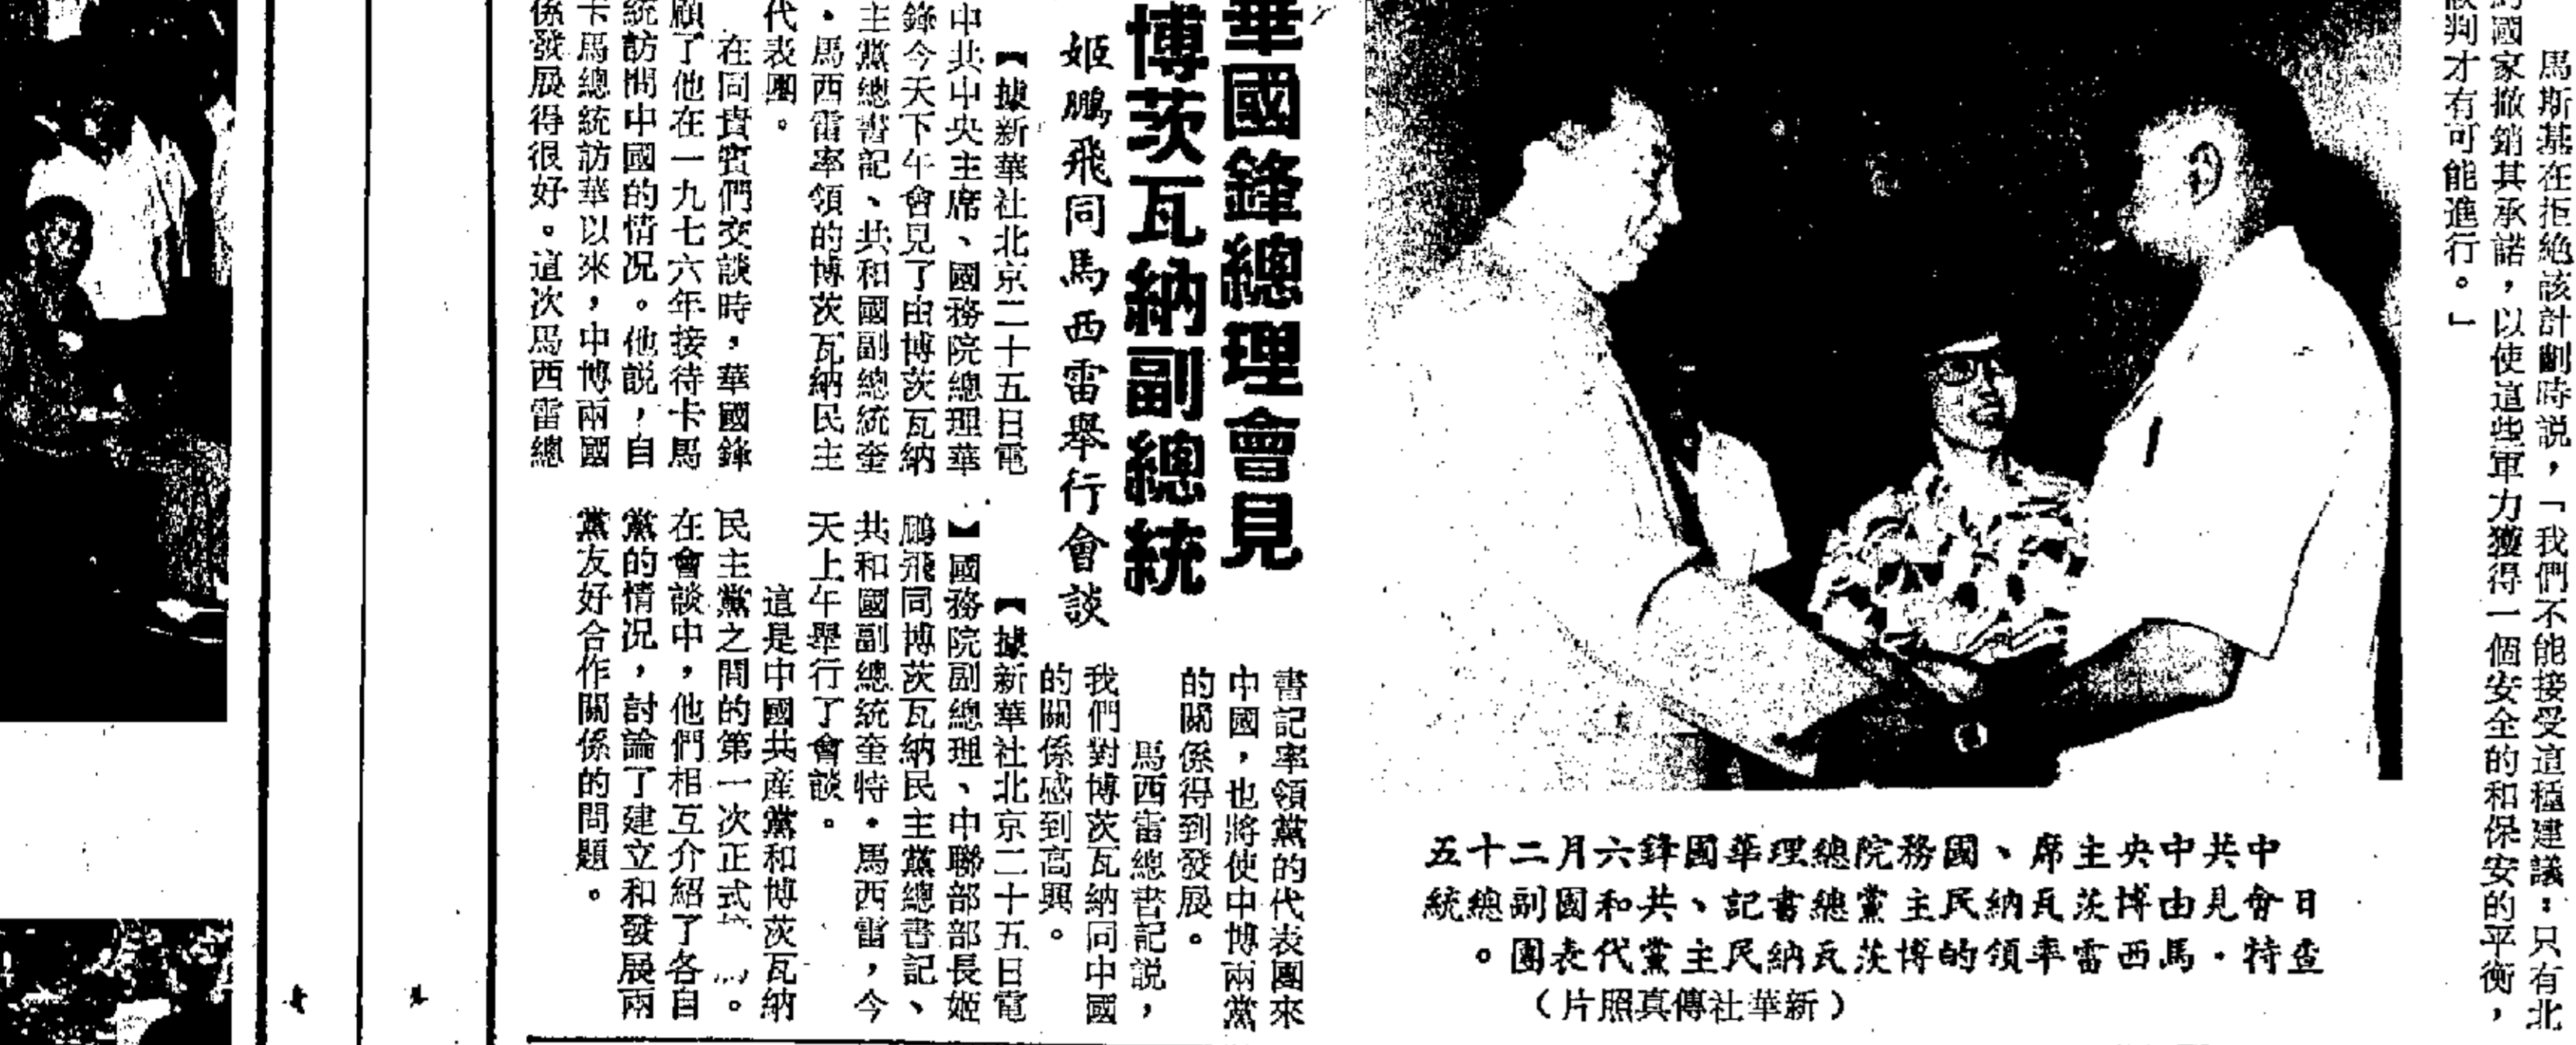 馬斯基在拒絕該計劃時説,「我們不能接受這種建議:只有北
國家撤銷其承諾,以使這些軍力獲得一個安全的和保安的平衡,
談判才有可能進行。」
中共中央主席、國務院總理華國鋒六月二十五
日會見由博茨瓦納民主黨總書記、共和國副總統
奎特·馬西雷率領的博茨瓦納民主黨代表團。
(新華社傳真照片)
華國鋒總理會見
博茨瓦納副總統
姬鵬飛同馬西雷舉行會談
【據新華社北京二十五日電
中共中央主席、國務院總理華
鋒今天下午會見了由博茨瓦納
主黨總書記、共和國副總統奎
·馬西雷率領的博茨瓦納民主
代表團。
在同貴賓們交談時,華國鋒
顧了他在一九七六年接待卡馬
統訪問中國的情况。他説,自
卡馬總統訪華以來,中博兩國
係發展得很好。這次馬西雷總
書記率領黨的代表團來
中國,也將使中博兩黨
的關係得到發展。
馬西雷總書記説,
我們對博茨瓦納同中國
的關係感到高興。
【據新華社北京二十五日電
】國務院副總理、中聯部部長姬
鵬飛同博茨瓦納民主黨總書記、
共和國副總統奎特·馬西雷,今
天上午舉行了會談。
這是中國共産黨和博茨瓦納
民主黨之間的第一次正式 。
在會談中,他們相互介紹了各自
黨的情况,討論了建立和發展兩
黨友好合作關係的問題。